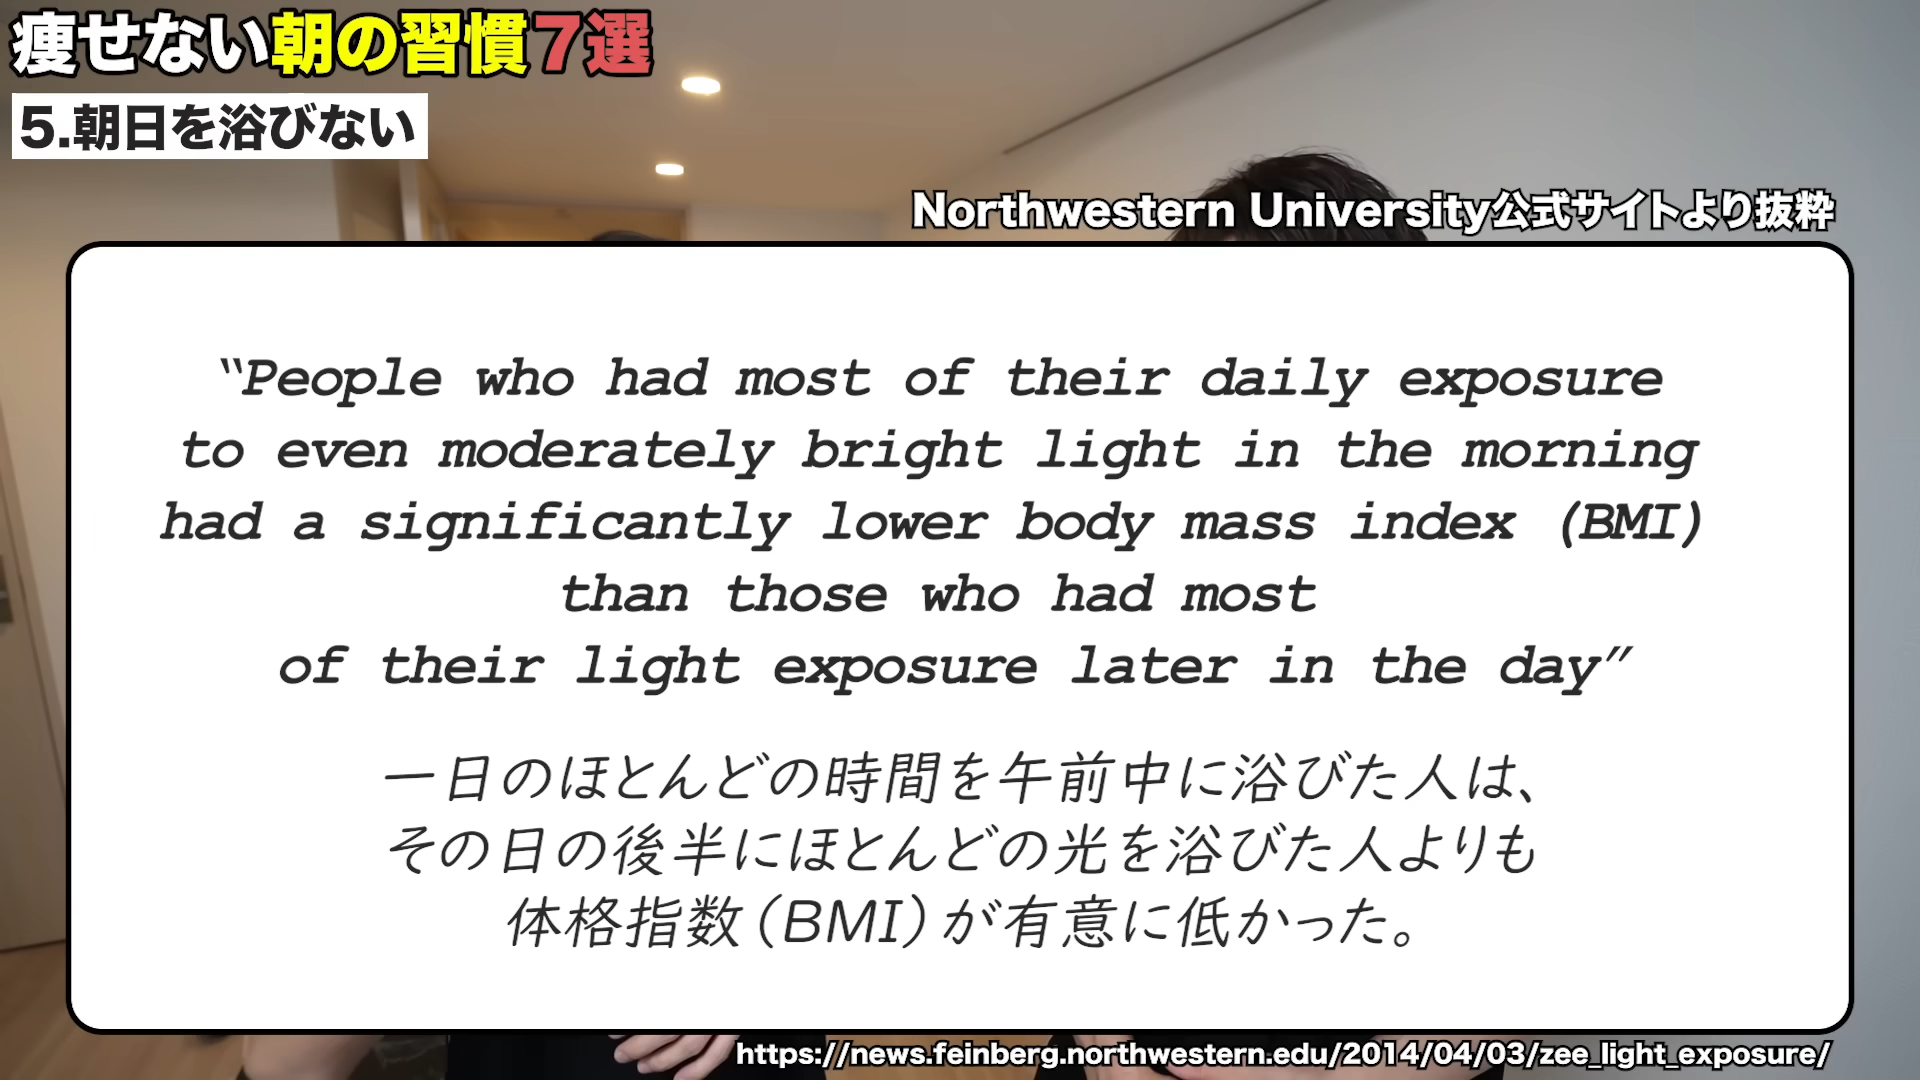 痩せない朝の習慣7選
5.朝日を浴びない
Northwestern University公式サイトより抜粋
“People who had most of their daily exposure
to even moderately bright light in the morning
had a significantly lower body mass index (BMI)
than those who had most
of their light exposure later in the day”
一日のほとんどの時間を午前中に浴びた人は、
その日の後半にほとんどの光を浴びた人よりも
体格指数（BMI）が有意に低かった。
https://news.feinberg.northwestern.edu/2014/04/03/zee_light_exposure/